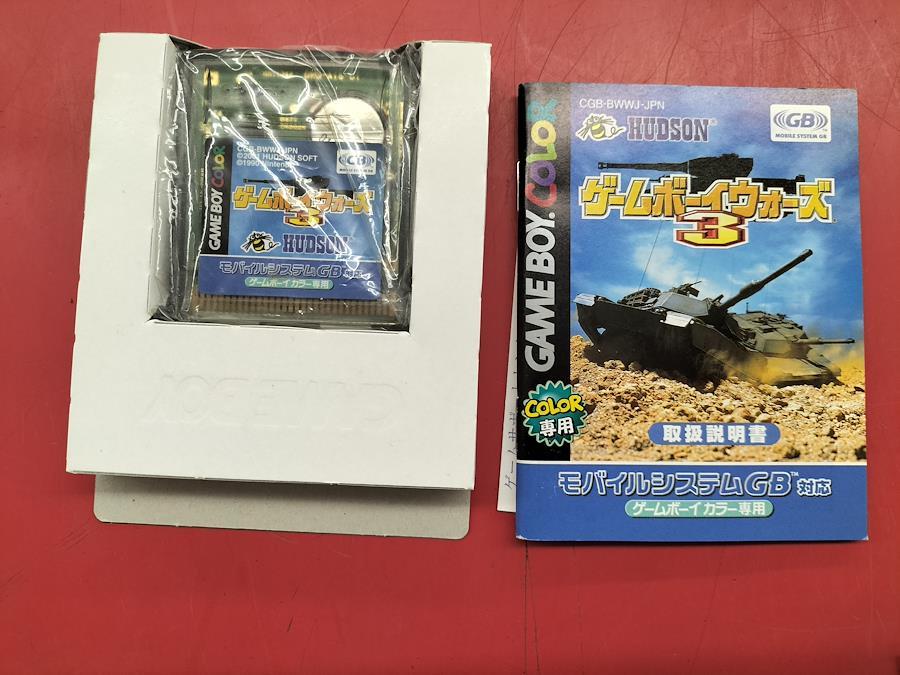 CGB-BWWJ-JPN
©2001 HUDSON SOFT
©1990 Nintendo
GB
GAME BOY COLOR
ゲームボーイウォーズ
3
HUDSON
モバイルシステムGB 対応
ゲームボーイカラー専用
GAME BOY
CGB-BWWJ-JPN
HUDSON®
GB™
MOBILE SYSTEM GB
GAME BOY COLOR
ゲームボーイウォーズ
3
COLOR
専用
取扱説明書
モバイルシステムGB™対応
ゲームボーイカラー専用